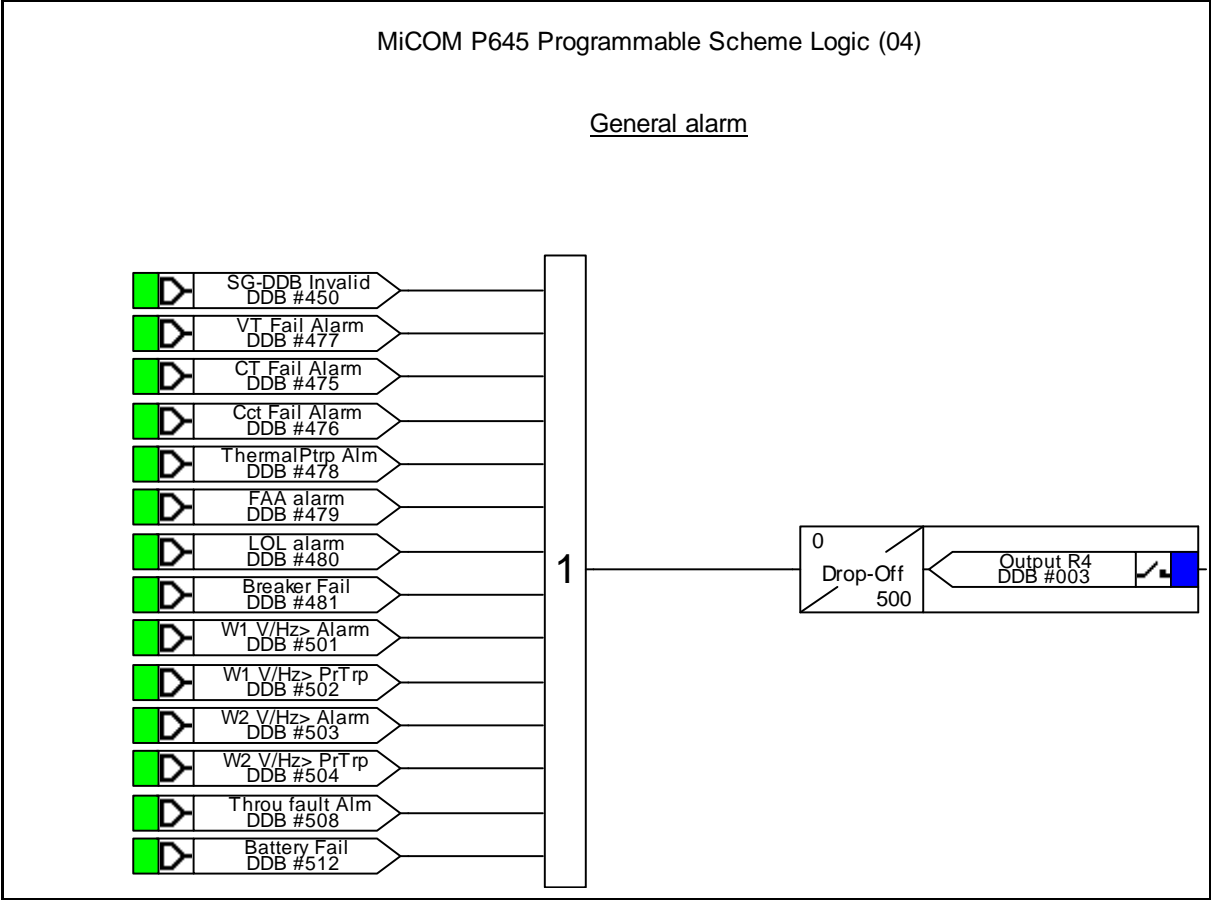 MiCOM P645 Programmable Scheme Logic (04)
General alarm
SG-DDB Invalid
DDB #450
VT Fail Alarm
DDB #477
CT Fail Alarm
DDB #475
Cct Fail Alarm
DDB #476
ThermalPtrp Alm
DDB #478
FAA alarm
DDB #479
LOL alarm
DDB #480
Breaker Fail
DDB #481
W1 V/Hz> Alarm
DDB #501
W1 V/Hz> PrTrp
DDB #502
W2 V/Hz> Alarm
DDB #503
W2 V/Hz> PrTrp
DDB #504
Throu fault Alm
DDB #508
Battery Fail
DDB #512
1
0
Drop-Off
500
Output R4
DDB #003